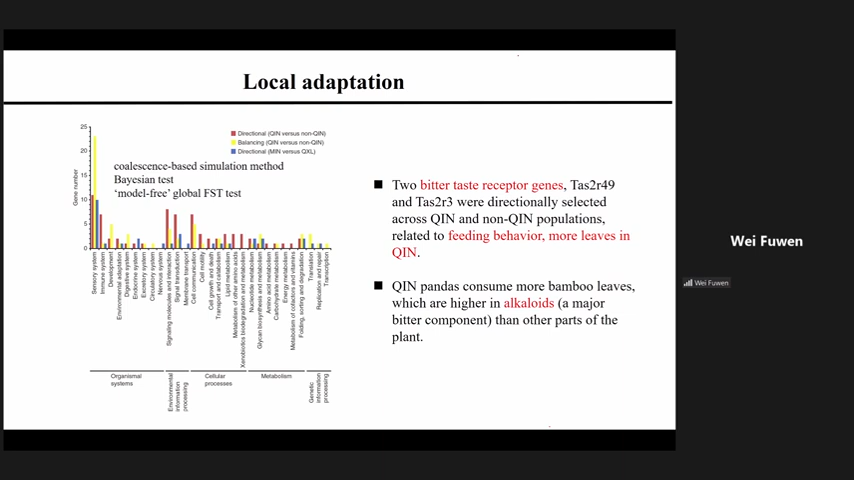 Local adaptation
25
20
15
10
5
0
Gene number
Directional (QIN versus non-QIN)
Balancing (QIN versus non-QIN)
Directional (MIN versus QXL)
coalescence-based simulation method
Bayesian test
‘model-free’ global FST test
Sensory system
Immune system
Development
Environmental adaptation
Digestive system
Endocrine system
Excretory system
Circulatory system
Nervous system
Signaling molecules and interaction
Signal transduction
Membrane transport
Cell communication
Cell motility
Cell growth and death
Transport and catabolism
Lipid metabolism
Metabolism of other amino acids
Xenobiotics biodegradation and metabolism
Nucleotide metabolism
Glycan biosynthesis and metabolism
Amino acid metabolism
Carbohydrate metabolism
Energy metabolism
Metabolism of cofactors and vitamins
Folding, sorting and degradation
Translation
Replication and repair
Transcription
Organismal
systems
Environmental
information
processing
Cellular
processes
Metabolism
Genetic
information
processing
■ Two bitter taste receptor genes, Tas2r49
and Tas2r3 were directionally selected
across QIN and non-QIN populations,
related to feeding behavior, more leaves in
QIN.
■ QIN pandas consume more bamboo leaves,
which are higher in alkaloids (a major
bitter component) than other parts of the
plant.
Wei Fuwen
Wei Fuwen